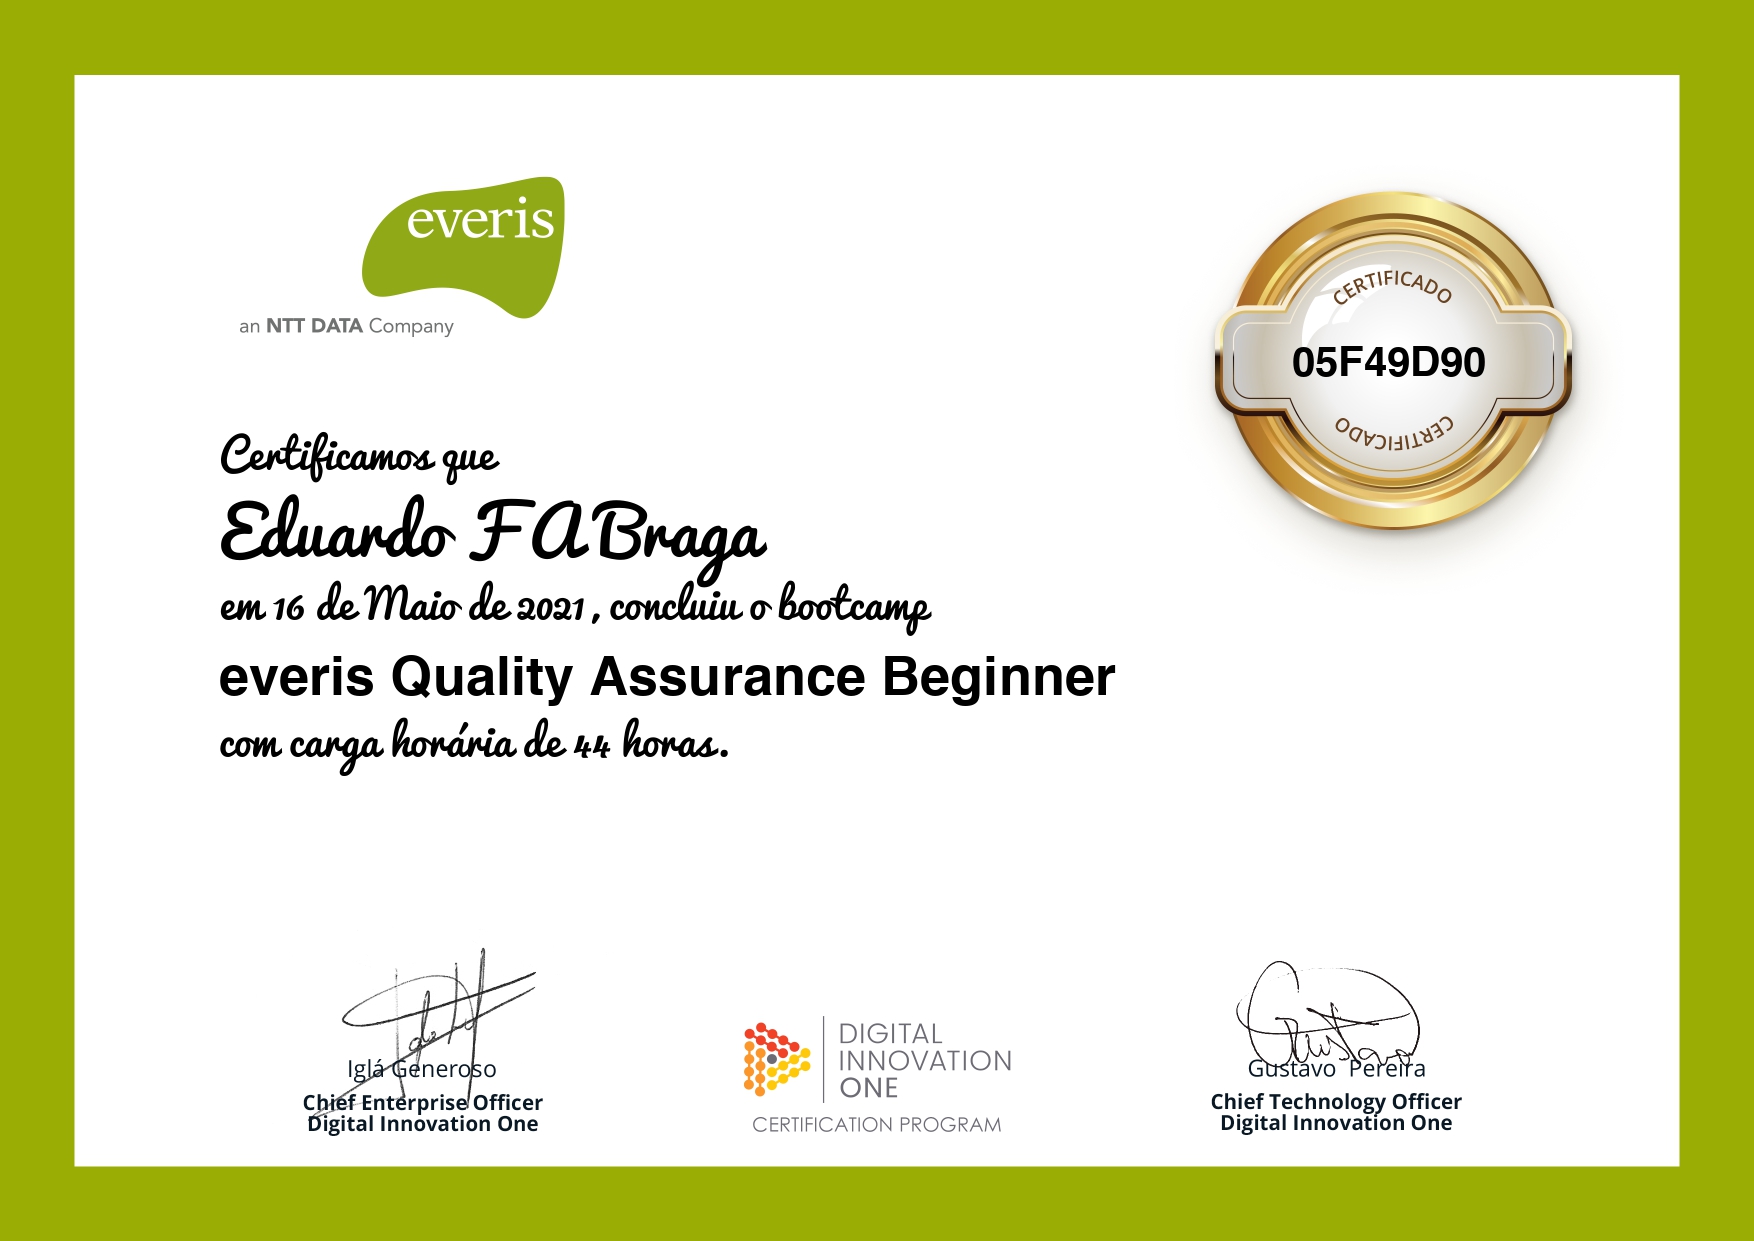 everis
an NTT DATA Company
CERTIFICADO
05F49D90
CERTIFICADO
Certificamos que
Eduardo FABraga
em 16 de Maio de 2021, concluiu o bootcamp
everis Quality Assurance Beginner
com carga horária de 44 horas.
Iglá Generoso
Chief Enterprise Officer
Digital Innovation One
DIGITAL
INNOVATION
ONE
CERTIFICATION PROGRAM
Gustavo Pereira
Chief Technology Officer
Digital Innovation One